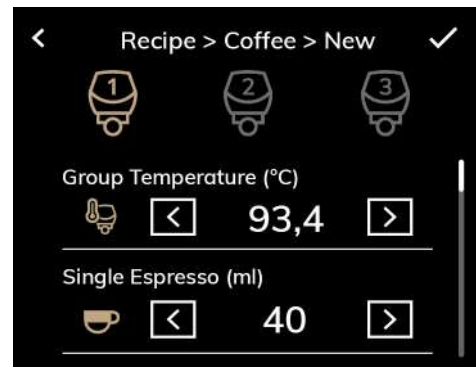 Recipe > Coffee > New
1 2 3
Group Temperature (°C)
93,4
Single Espresso (ml)
40